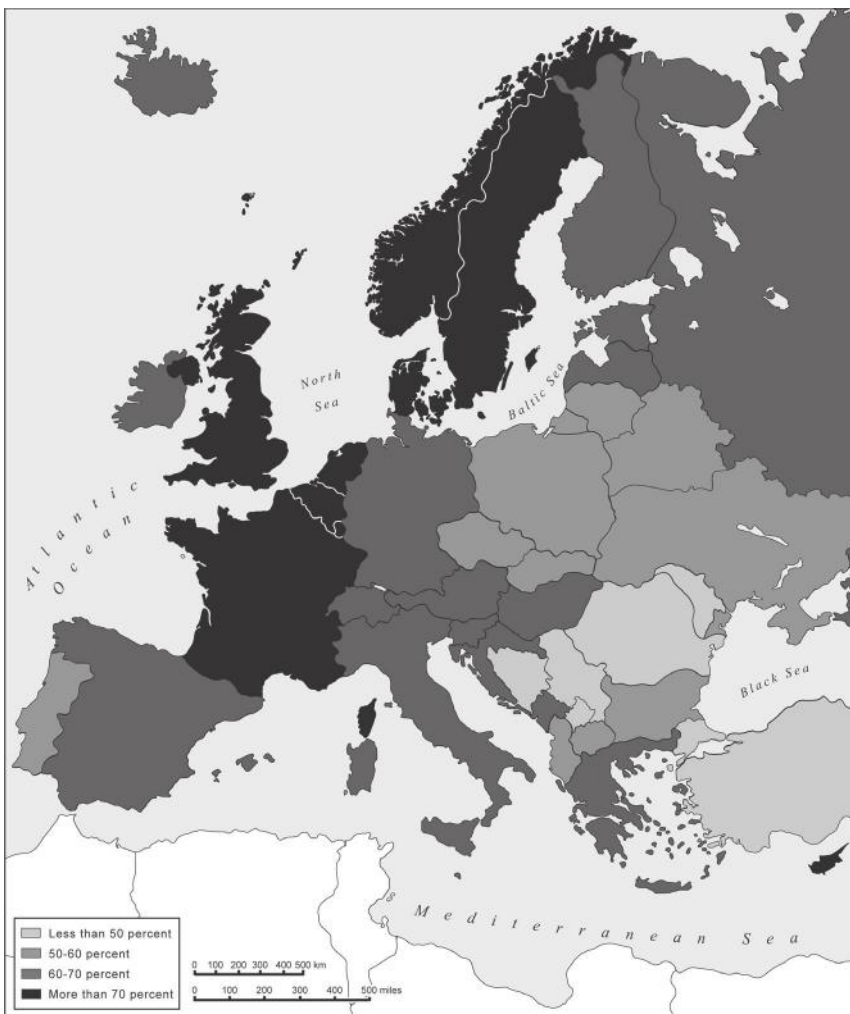 North
Sea
Baltic Sea
Atlantic
Ocean
Black Sea
Mediterranean Sea
Less than 50 percent
50-60 percent
60-70 percent
More than 70 percent
0 100 200 300 400 500 km
0 100 200 300 400 500 miles